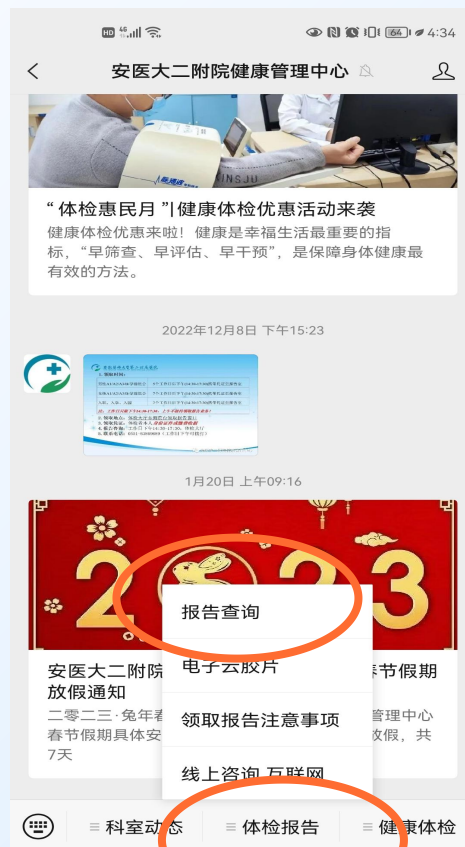 HD 4G 64 4:34
安医大二附院健康管理中心
“体检惠民月”|健康体检优惠活动来袭
健康体检优惠来啦！健康是幸福生活最重要的指
标，“早筛查、早评估、早干预”，是保障身体健康最
有效的方法。
2022年12月8日 下午15:23
1月20日 上午09:16
2023
报告查询
电子云胶片
领取报告注意事项
线上咨询 互联网
安医大二附院
春节假期
放假通知
二零二三·兔年春
管理中心
春节假期具体安
放假，共
7天
科室动态
体检报告
健康体检